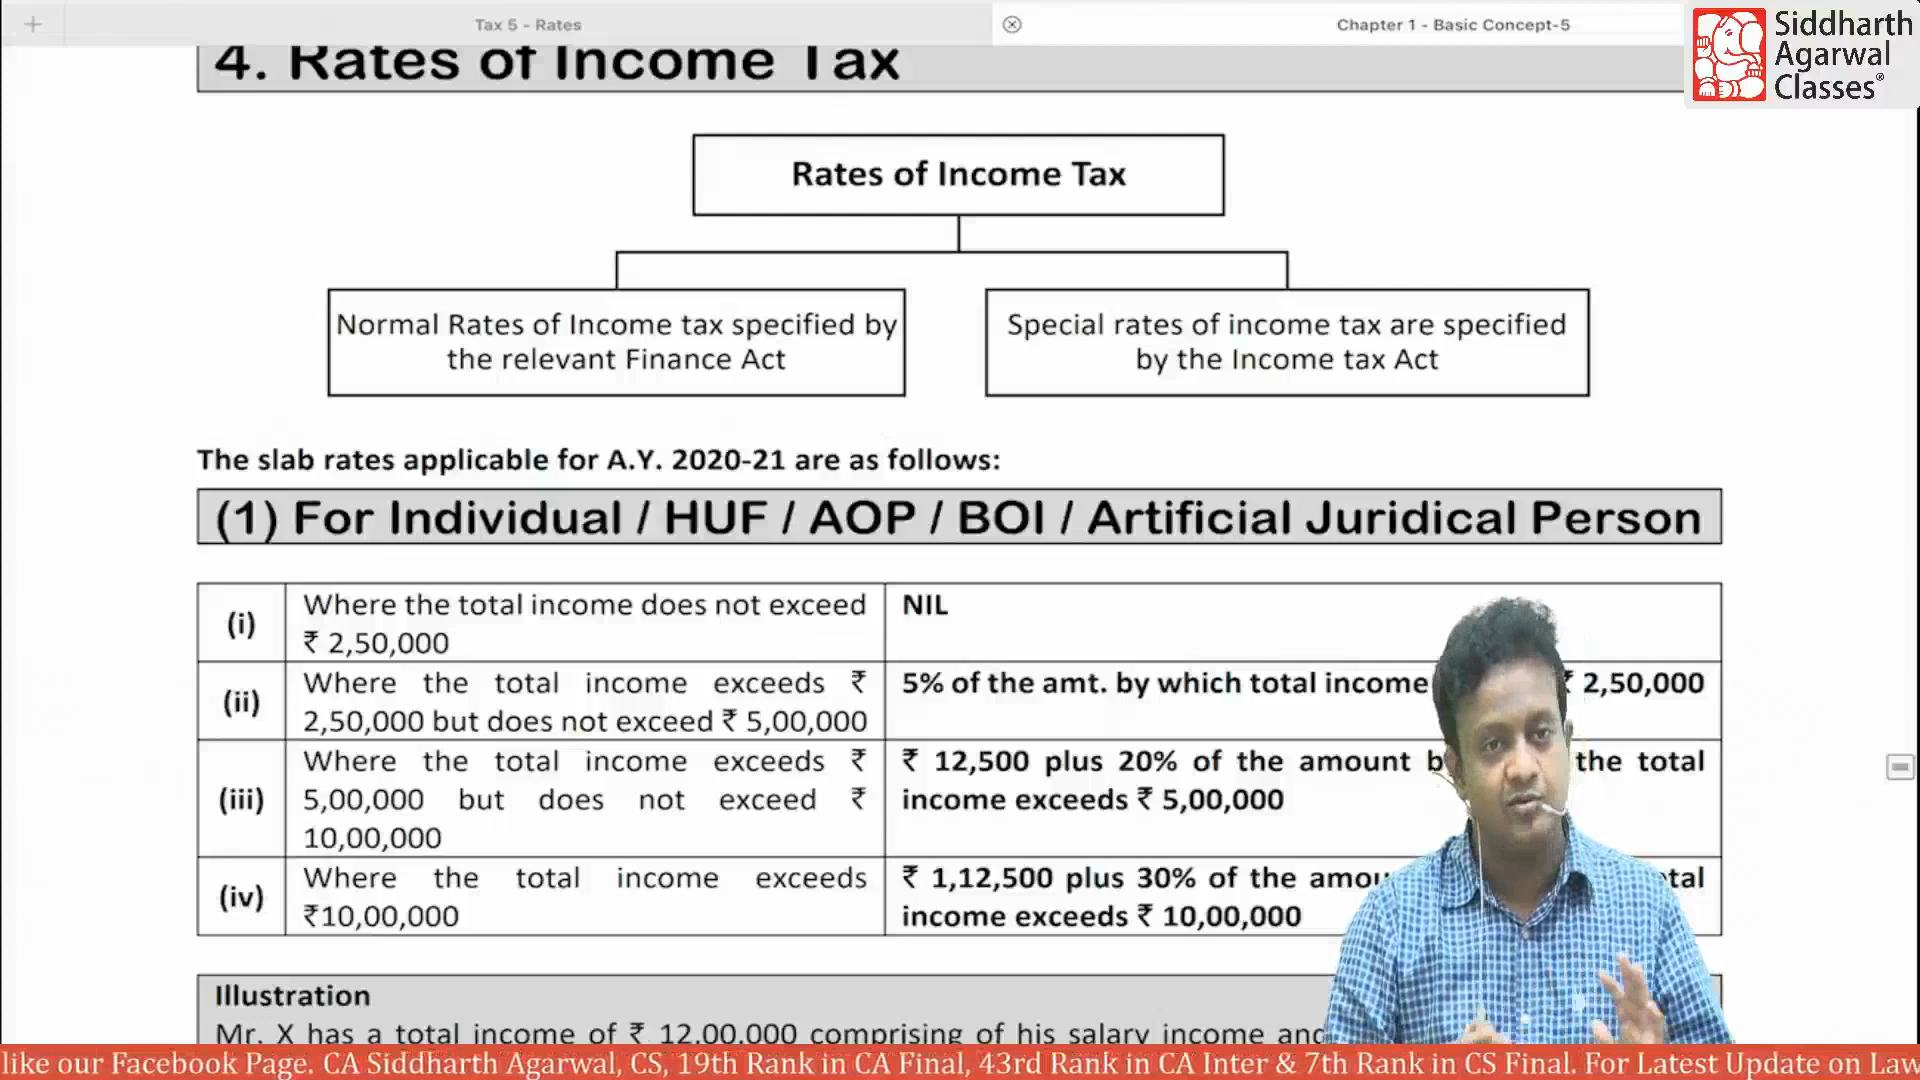 Tax 5 - Rates
Chapter 1 - Basic Concept-5
Siddharth
Agarwal
Classes®
4. Rates of Income Tax
Rates of Income Tax
Normal Rates of Income tax specified by
the relevant Finance Act
Special rates of income tax are specified
by the Income tax Act
The slab rates applicable for A.Y. 2020-21 are as follows:
(1) For Individual / HUF / AOP / BOI / Artificial Juridical Person
(i)
Where the total income does not exceed
₹ 2,50,000
NIL
(ii)
Where the total income exceeds ₹
2,50,000 but does not exceed ₹ 5,00,000
5% of the amt. by which total income ₹ 2,50,000
(iii)
Where the total income exceeds ₹
5,00,000 but does not exceed ₹
10,00,000
₹ 12,500 plus 20% of the amount the total
income exceeds ₹ 5,00,000
(iv)
Where the total income exceeds
₹10,00,000
₹ 1,12,500 plus 30% of the
income exceeds ₹ 10,00,000
Illustration
Mr. X has a total income of ₹ 12,00,000 comprising of his salary income and
like our Facebook Page. CA Siddharth Agarwal, CS, 19th Rank in CA Final, 43rd Rank in CA Inter & 7th Rank in CS Final. For Latest Update on Law